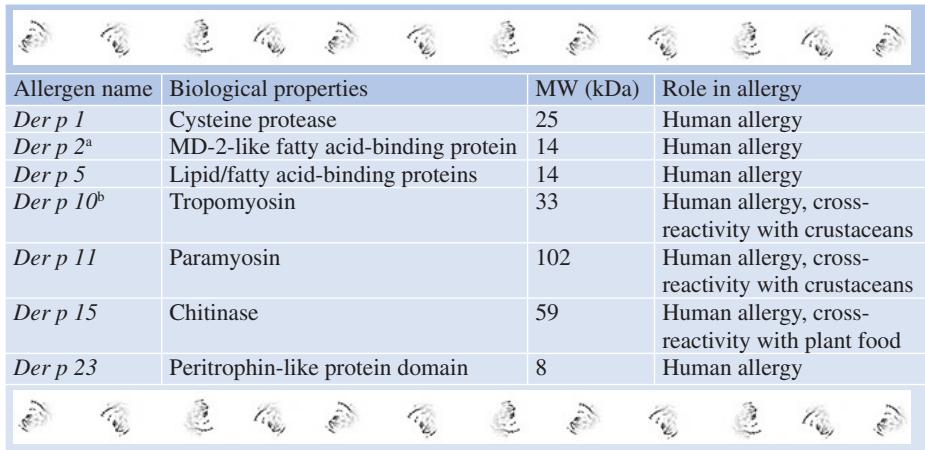 Allergen name Biological properties MW (kDa) Role in allergy
Der p 1 Cysteine protease 25 Human allergy
Der p 2ᵃ MD-2-like fatty acid-binding protein 14 Human allergy
Der p 5 Lipid/fatty acid-binding proteins 14 Human allergy
Der p 10ᵇ Tropomyosin 33 Human allergy, cross-
reactivity with crustaceans
Der p 11 Paramyosin 102 Human allergy, cross-
reactivity with crustaceans
Der p 15 Chitinase 59 Human allergy, cross-
reactivity with plant food
Der p 23 Peritrophin-like protein domain 8 Human allergy